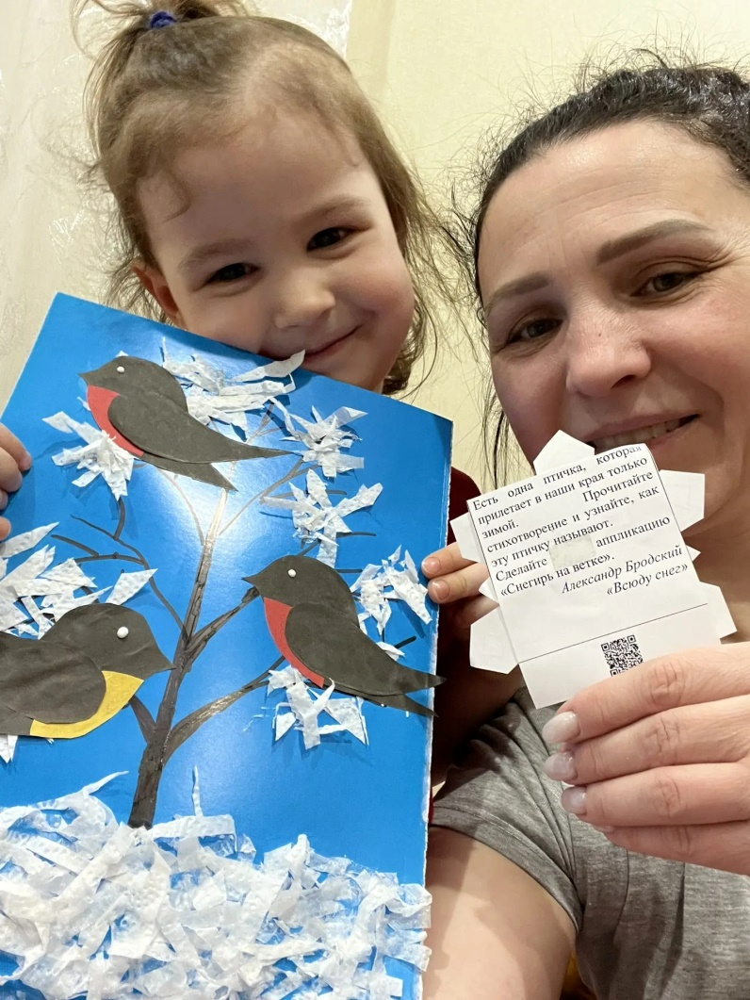 Есть одна птичка, которая
прилетает в наши края только
зимой. Прочитайте
стихотворение и узнайте, как
эту птичку называют.
Сделайте аппликацию
«Снегирь на ветке».
Александр Бродский
«Всюду снег»